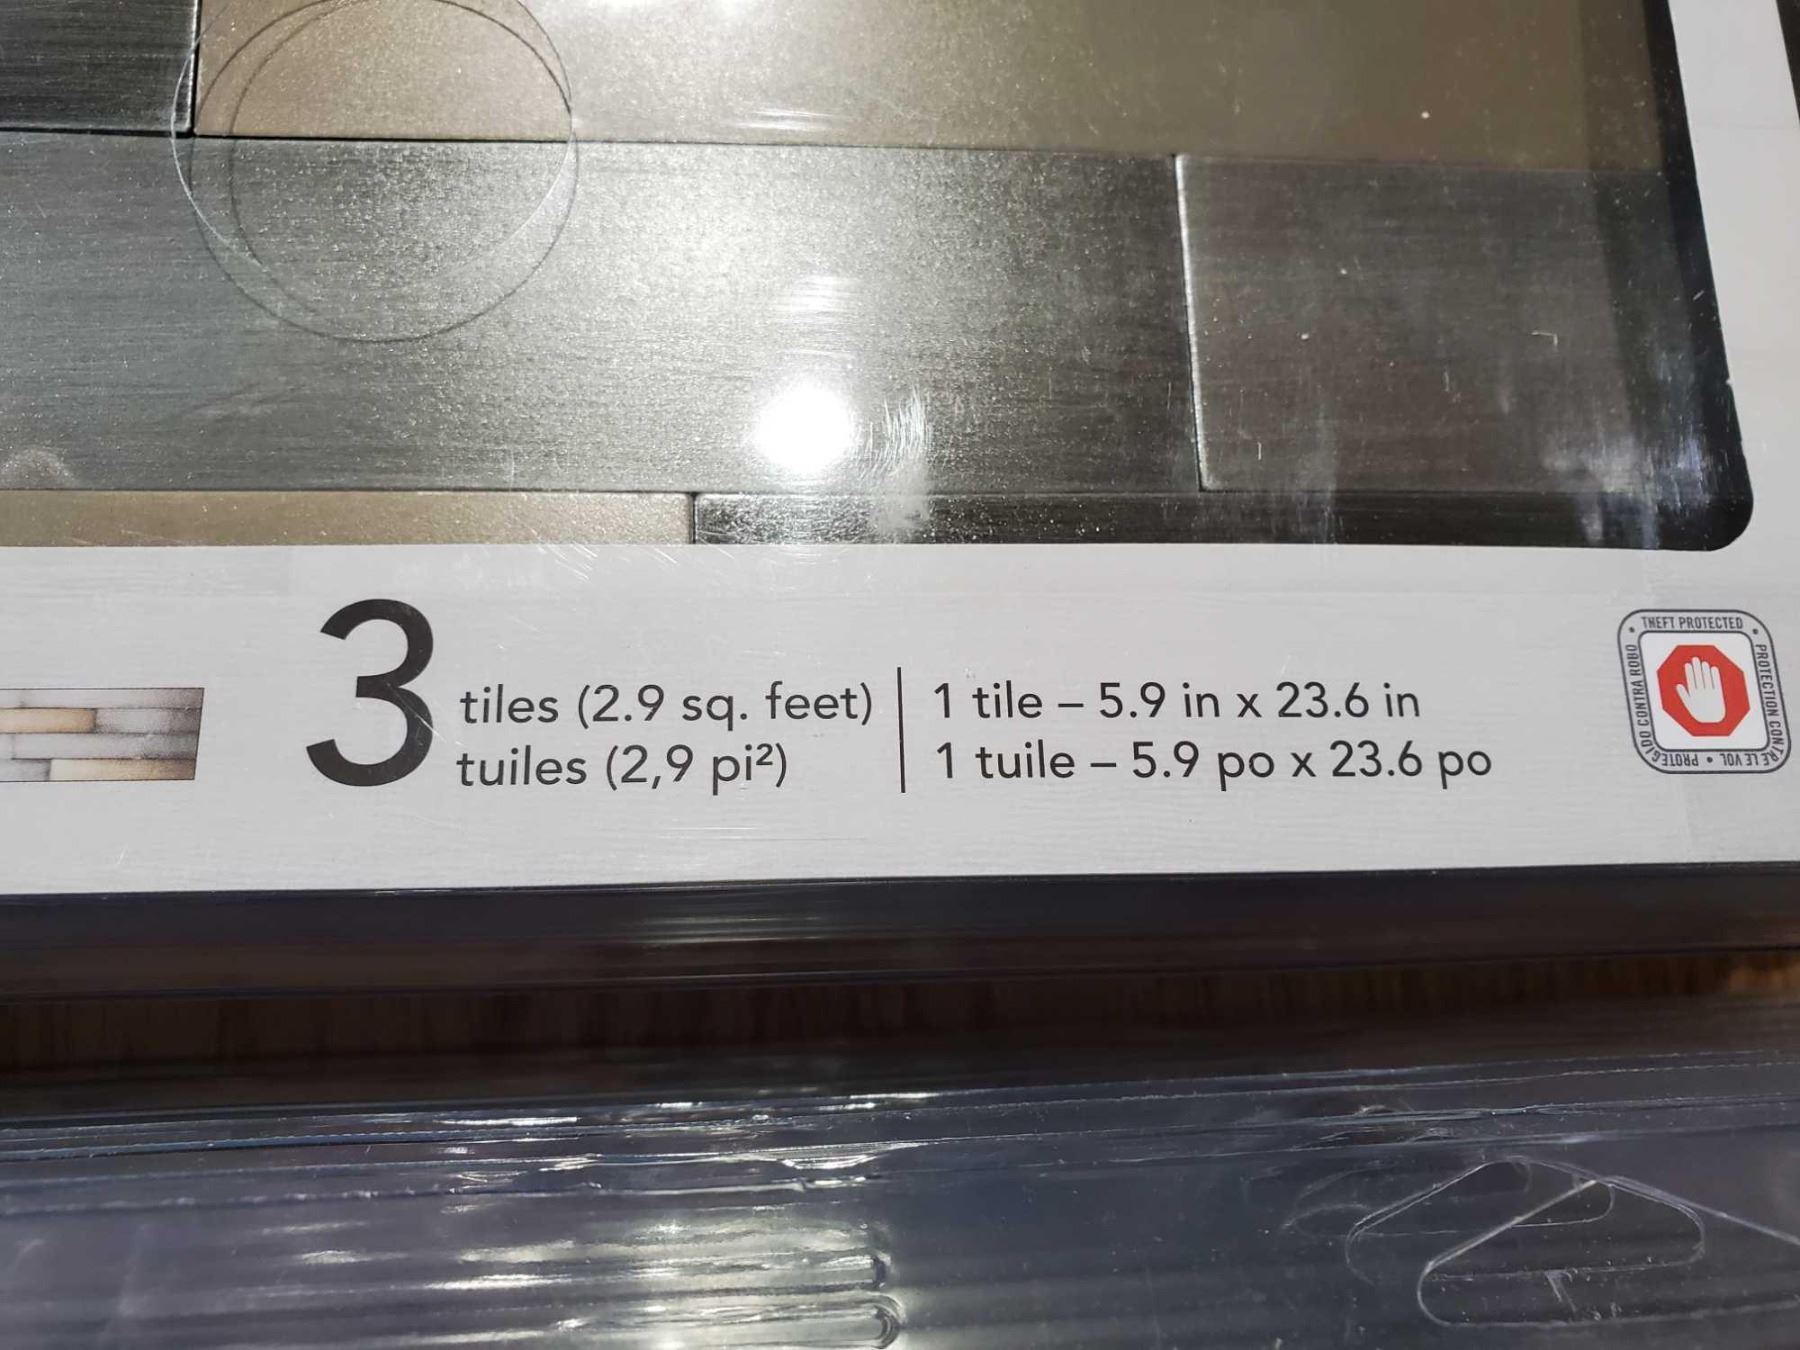 3
tiles (2.9 sq. feet)
tuiles (2,9 pi²)
1 tile – 5.9 in x 23.6 in
1 tuile – 5.9 po x 23.6 po
THEFT PROTECTED • PROTECTION CONTRE LE VOL • PROTEGIDO CONTRA ROBO •